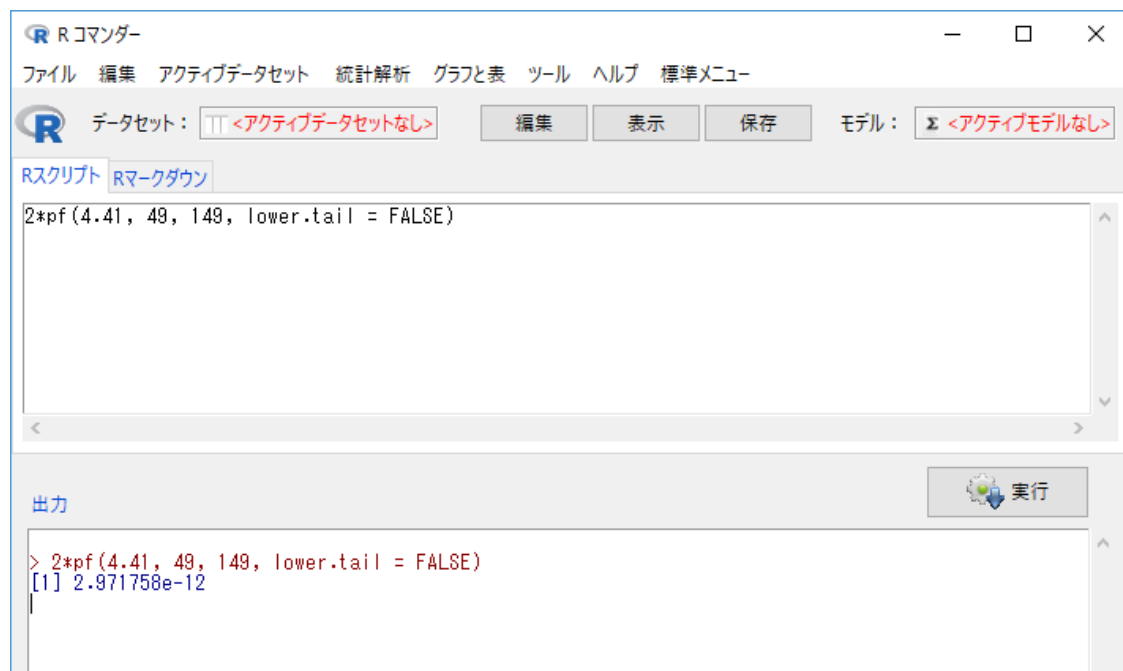 R コマンダー
ファイル 編集 アクティブデータセット 統計解析 グラフと表 ツール ヘルプ 標準メニュー
R データセット： <アクティブデータセットなし> 編集 表示 保存 モデル： Σ <アクティブモデルなし>
Rスクリプト Rマークダウン
2*pf(4.41, 49, 149, lower.tail = FALSE)
実行
出力
> 2*pf(4.41, 49, 149, lower.tail = FALSE)
[1] 2.971758e-12